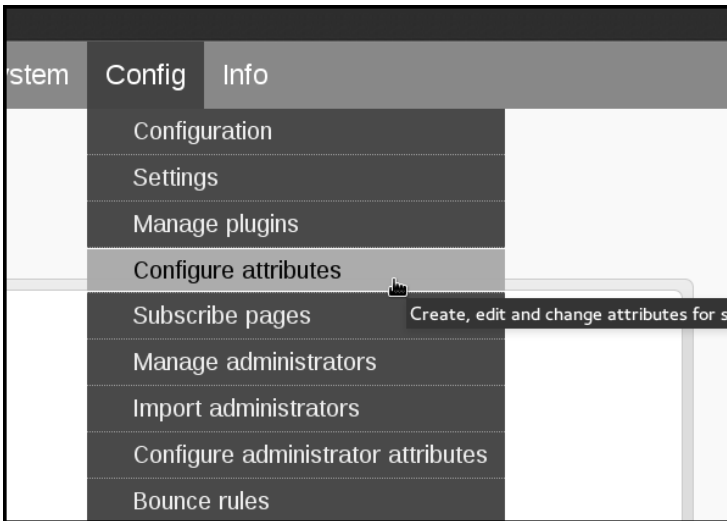 ystem Config Info
Configuration
Settings
Manage plugins
Configure attributes
Subscribe pages
Create, edit and change attributes for s
Manage administrators
Import administrators
Configure administrator attributes
Bounce rules